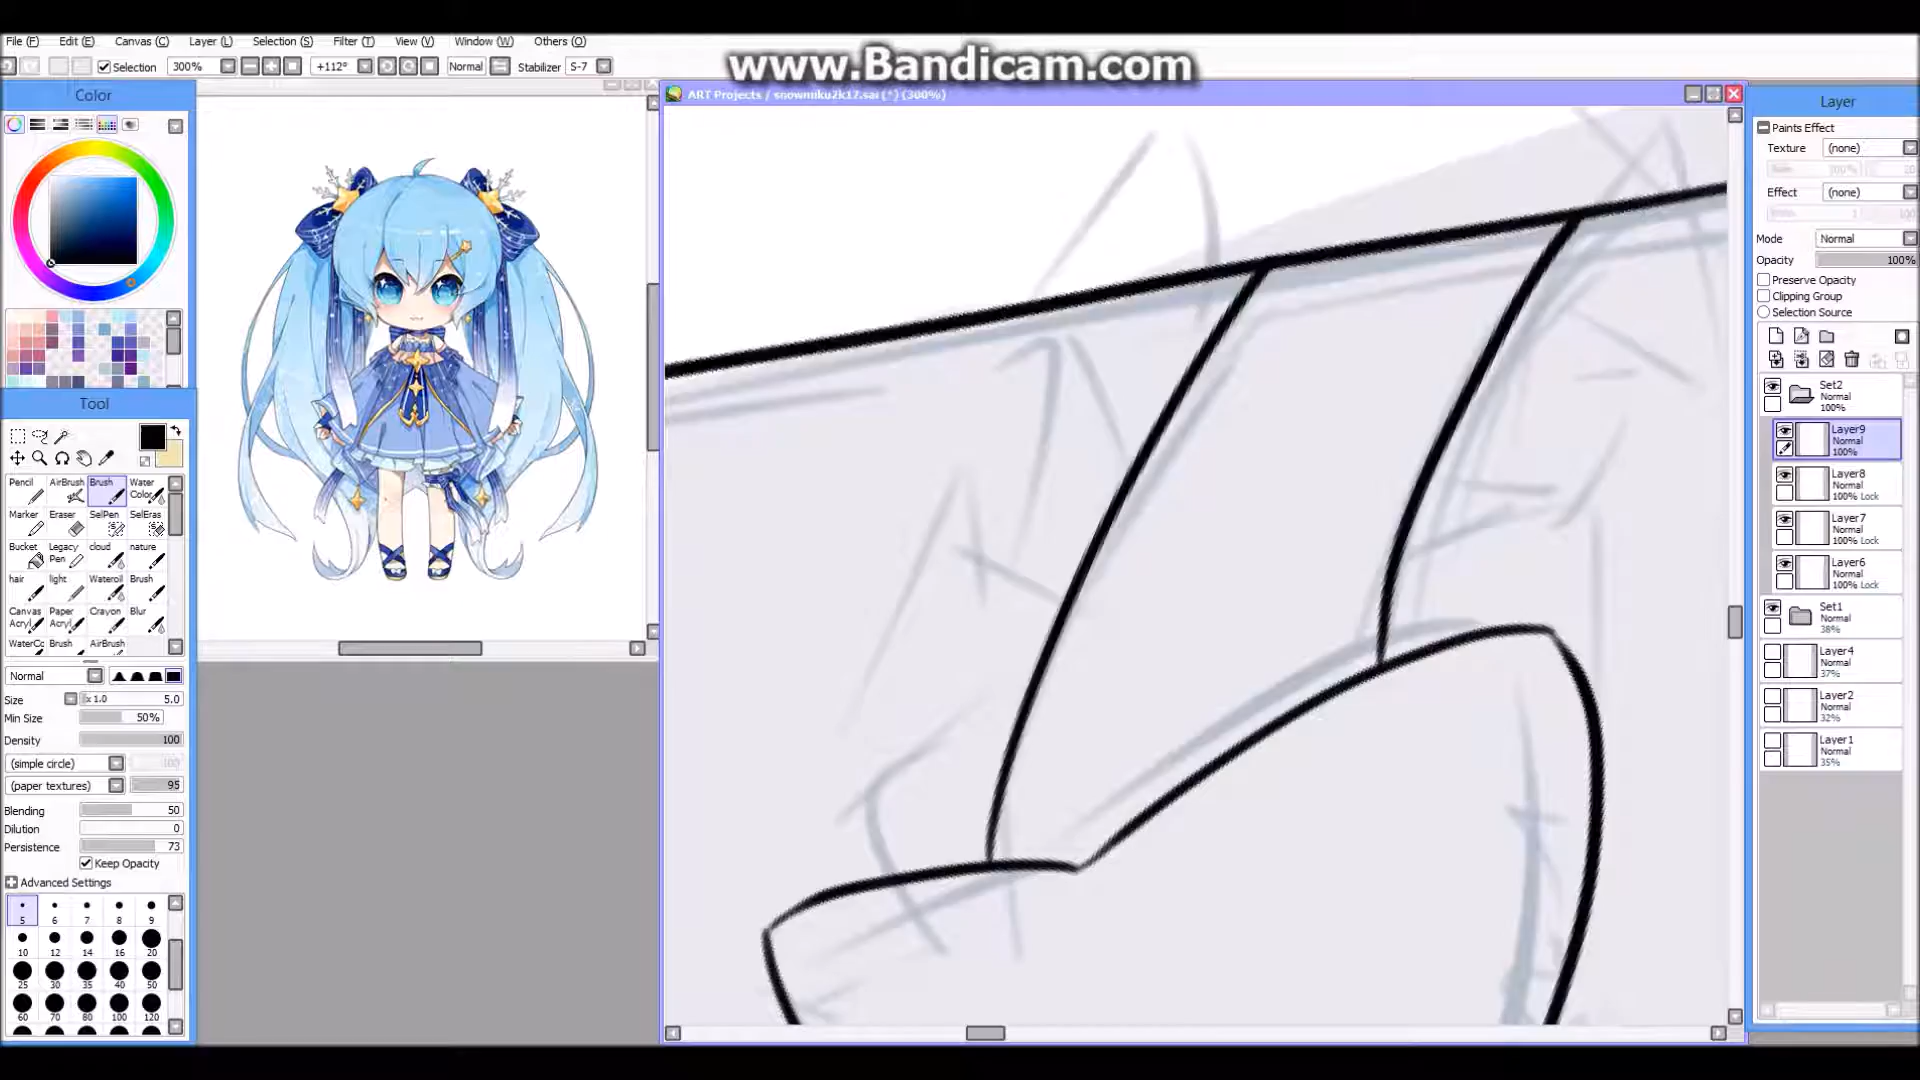 www.Bandicam.com
File (F) Edit (E) Canvas (C) Layer (L) Selection (S) Filter (T) View (V) Window (W) Others (O)
Selection 300% +112° Normal Stabilizer S-7
Color
ART Projects / snowmiku2k17.sai (*) (300%)
Layer
Paints Effect
Texture (none)
Effect (none)
Mode Normal
Opacity 100%
Preserve Opacity
Clipping Group
Selection Source
Set2
Normal
100%
Layer9
Normal
100%
Layer8
Normal
100% Lock
Layer7
Normal
100% Lock
Layer6
Normal
100% Lock
Set1
38%
Layer4
Normal
37%
Layer2
Normal
32%
Layer1
Normal
35%
Tool
Pencil AirBrush Brush Water Color
Marker Eraser SelPen SelEras
Bucket Legacy Pen cloud nature
hair light Wateroil Brush
Canvas Acryl Paper Acryl Crayon Blur
WaterCo Brush AirBrush
Normal
Size x 1.0 5.0
Min Size 50%
Density 100
(simple circle) 100
(paper textures) 95
Blending 50
Dilution 0
Persistence 73
Keep Opacity
Advanced Settings
5 6 7 8 9
10 12 14 16 20
25 30 35 40 50
60 70 80 100 120